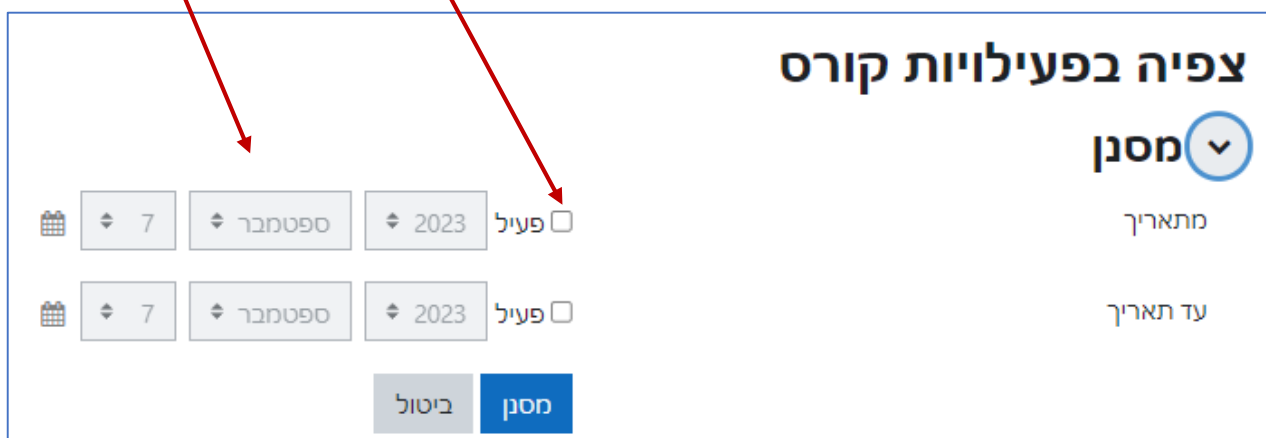 צפיה בפעילויות קורס
מסנן
מתאריך
פעיל 2023 ספטמבר 7
עד תאריך
פעיל 2023 ספטמבר 7
מסנן ביטול